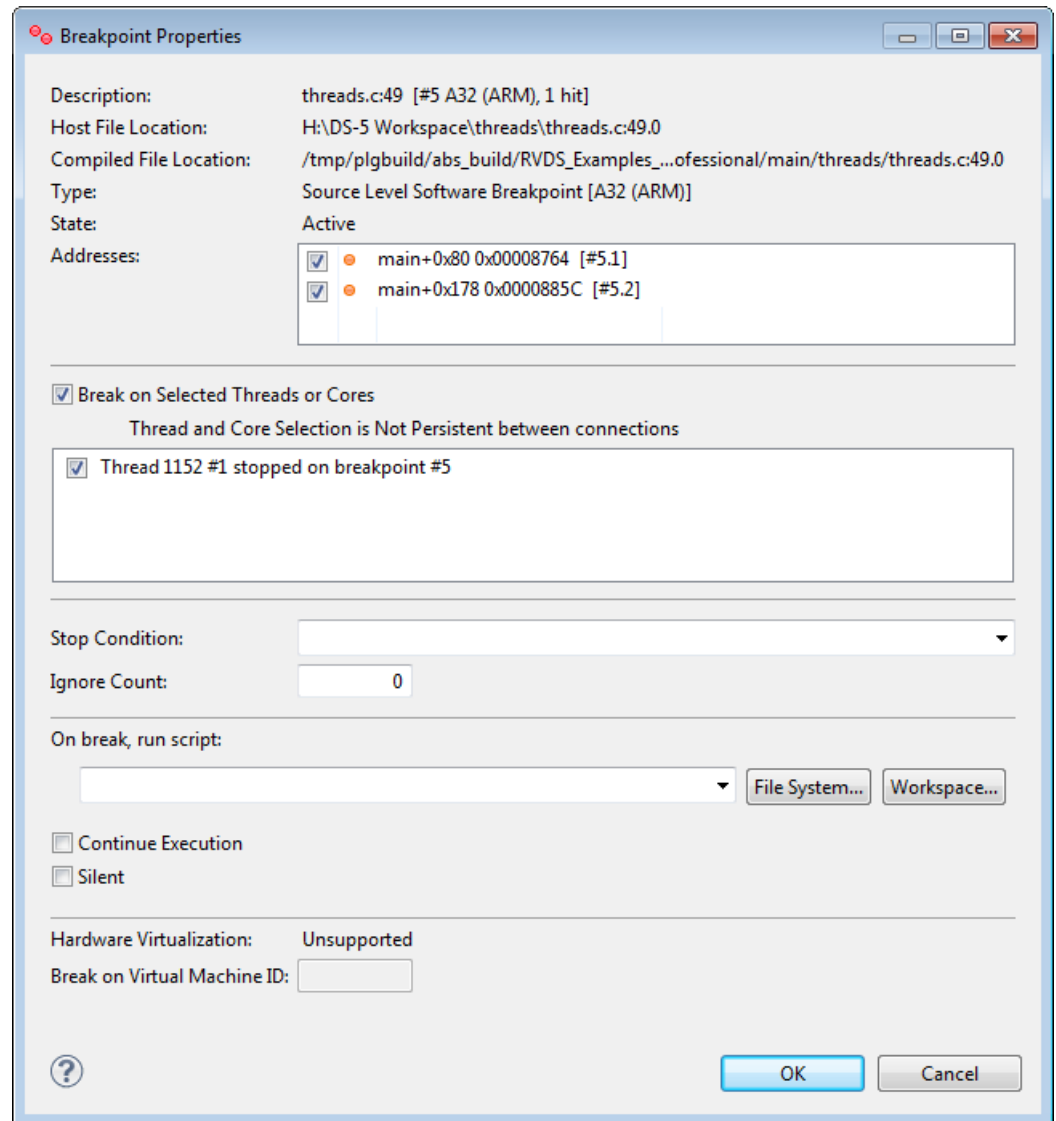 Breakpoint Properties
Description: threads.c:49 [#5 A32 (ARM), 1 hit]
Host File Location: H:\DS-5 Workspace\threads\threads.c:49.0
Compiled File Location: /tmp/plgbuild/abs_build/RVDS_Examples_...ofessional/main/threads/threads.c:49.0
Type: Source Level Software Breakpoint [A32 (ARM)]
State: Active
Addresses: main+0x80 0x00008764 [#5.1]
main+0x178 0x0000885C [#5.2]
Break on Selected Threads or Cores
Thread and Core Selection is Not Persistent between connections
Thread 1152 #1 stopped on breakpoint #5
Stop Condition:
Ignore Count: 0
On break, run script:
File System... Workspace...
Continue Execution
Silent
Hardware Virtualization: Unsupported
Break on Virtual Machine ID:
? OK Cancel